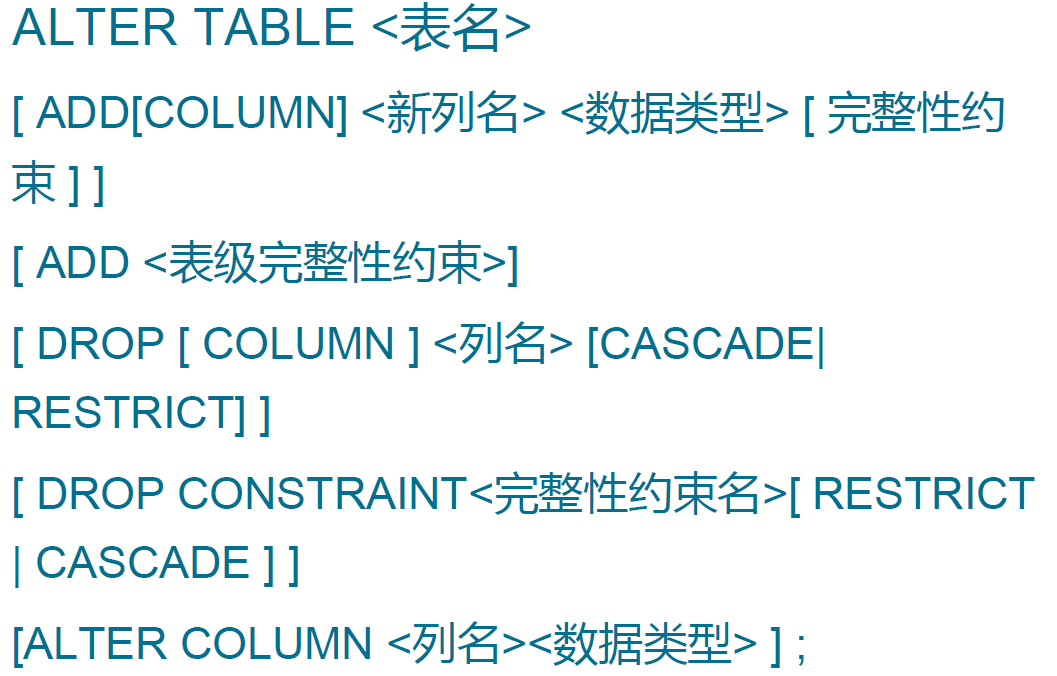 ALTER TABLE <表名>
[ ADD[COLUMN] <新列名> <数据类型> [ 完整性约
束 ] ]
[ ADD <表级完整性约束>]
[ DROP [ COLUMN ] <列名> [CASCADE|
RESTRICT] ]
[ DROP CONSTRAINT<完整性约束名>[ RESTRICT
| CASCADE ] ]
[ALTER COLUMN <列名><数据类型> ] ;